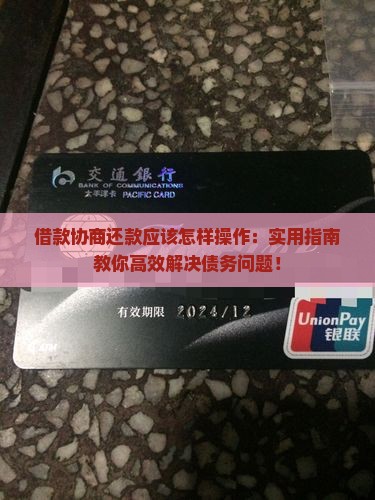 交通銀行
BANK OF COMMUNICATIONS
太平洋卡 PACIFIC CARD
借款协商还款应该怎样操作：实用指南
教你高效解决债务问题！
有效期限 2024/12
ATM
UnionPay
银联